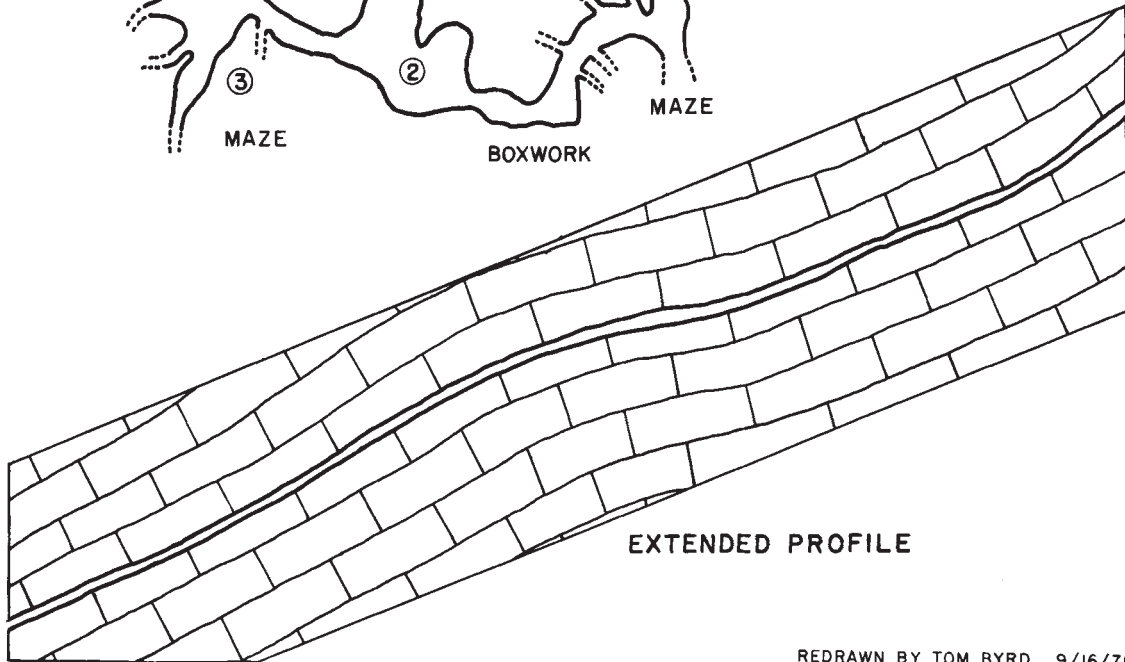 ②
③
MAZE
MAZE
BOXWORK
EXTENDED PROFILE
REDRAWN BY TOM BYRD